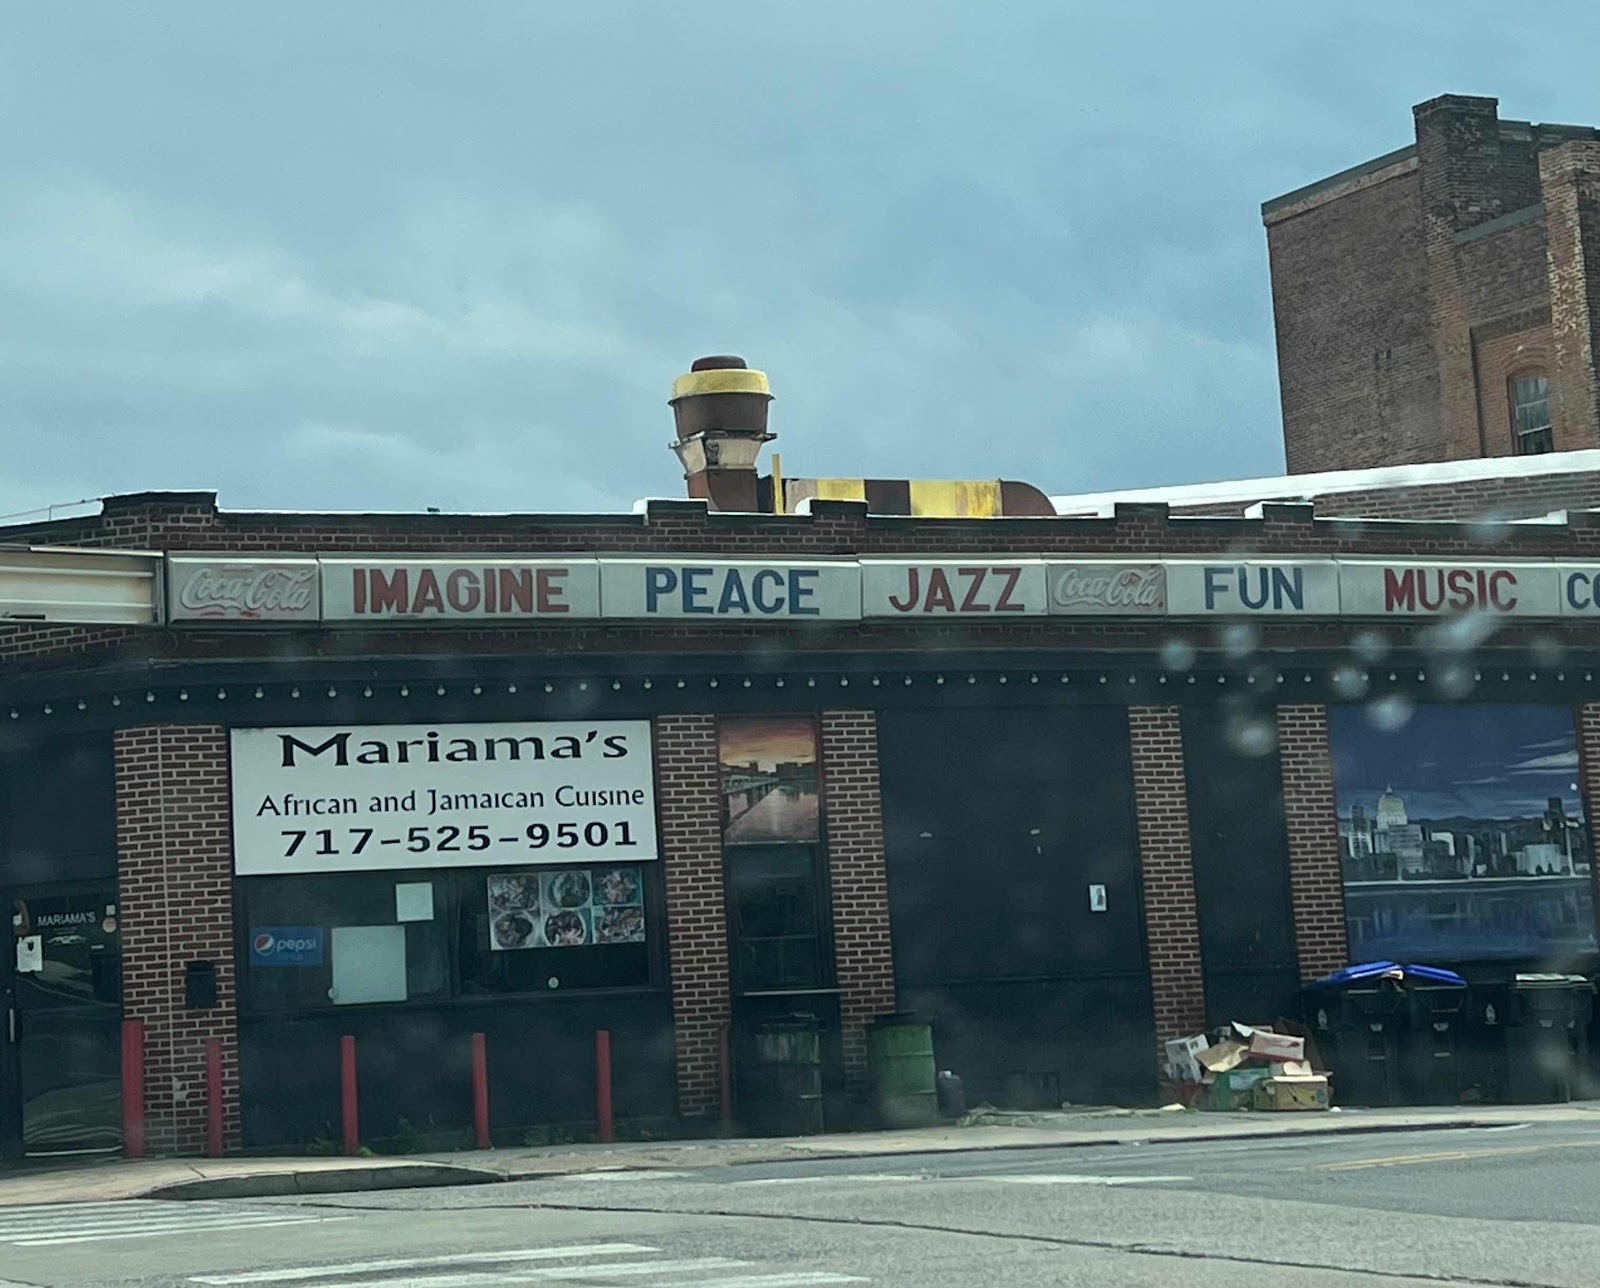 Coca-Cola IMAGINE PEACE JAZZ Coca-Cola FUN MUSIC CO
Mariama's
African and Jamaican Cuisine
717-525-9501
MARIAMA'S
pepsi